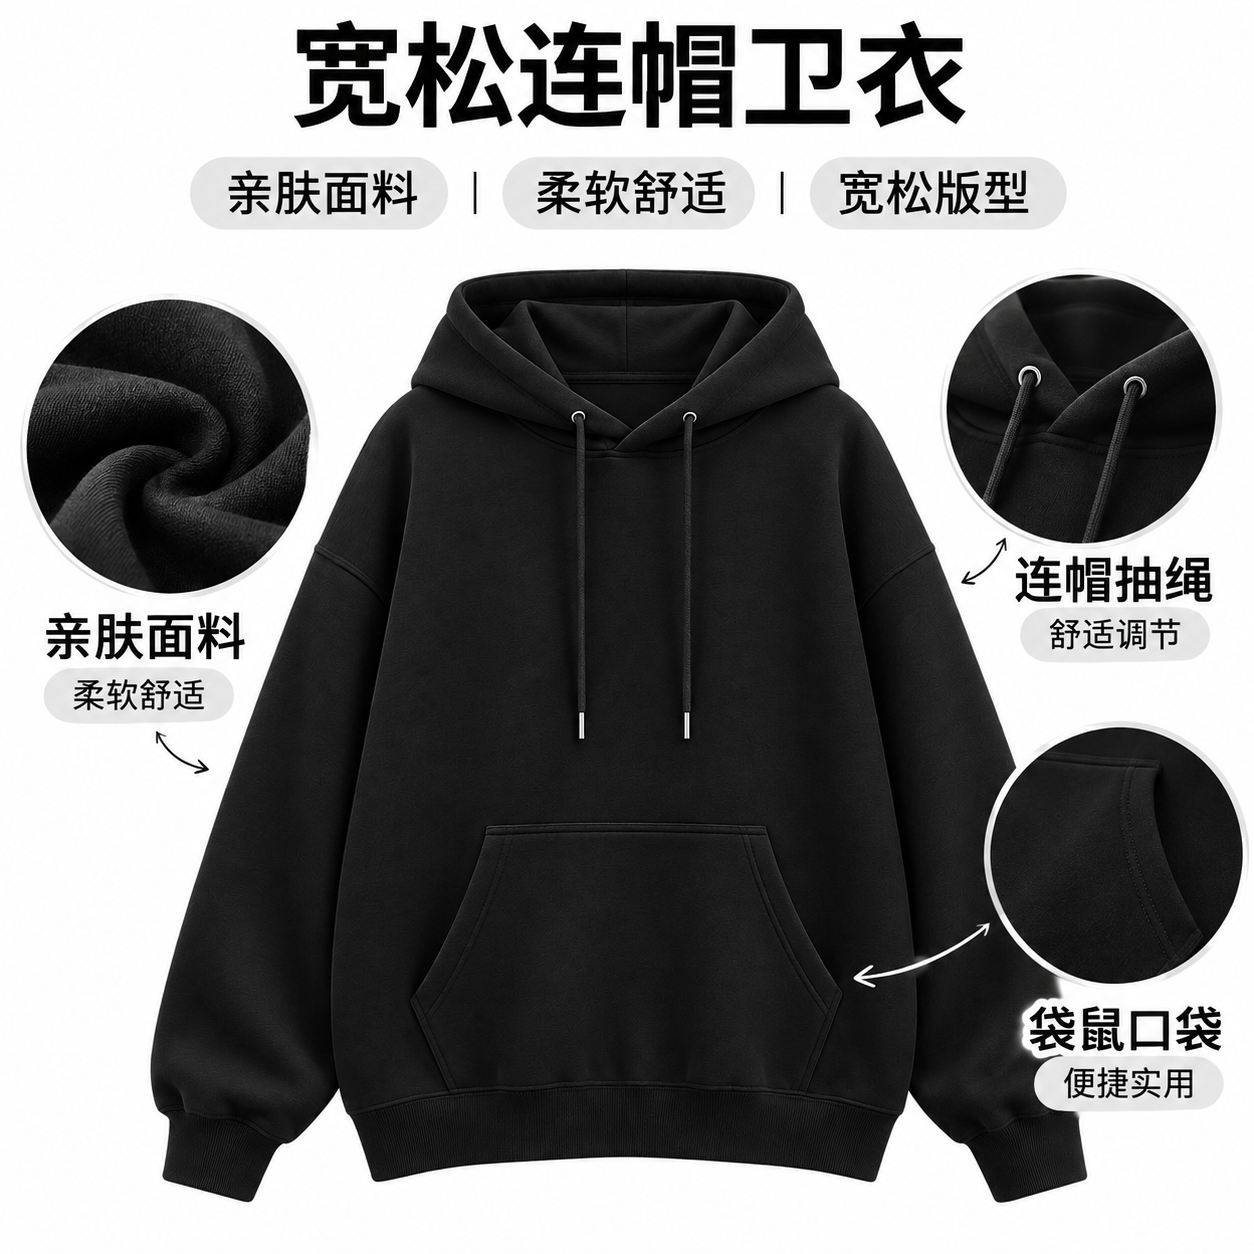 宽松连帽卫衣
亲肤面料 | 柔软舒适 | 宽松版型
亲肤面料
柔软舒适
连帽抽绳
舒适调节
袋鼠口袋
便捷实用